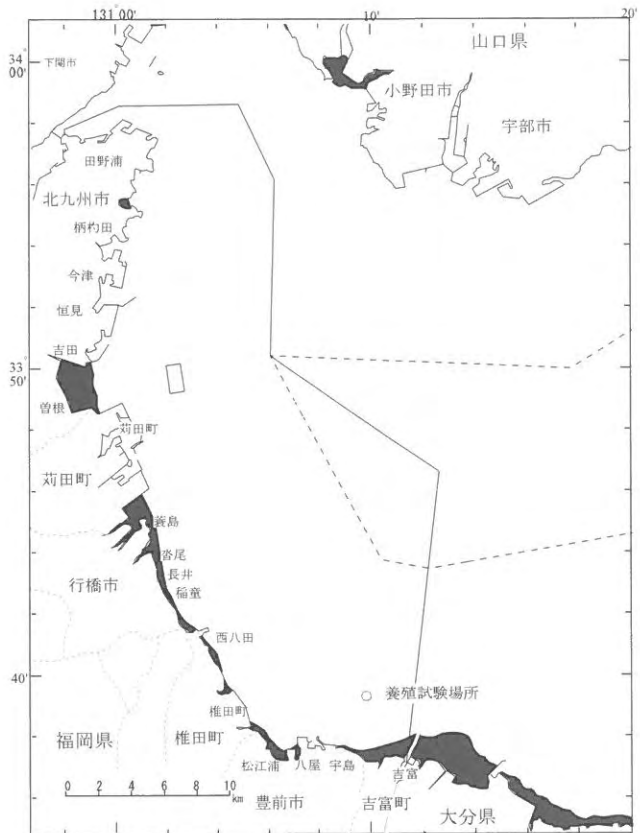 131° 00′
10′
20′
34°
00′
山口県
下関市
小野田市
宇部市
田野浦
北九州市
柄杓田
今津
恒見
吉田
33°
50′
曽根
苅田町
苅田町
蓑島
沓尾
長井
行橋市
稲童
西八田
40′
養殖試験場所
椎田町
福岡県
椎田町
松江浦
八屋
宇島
吉富
0 2 4 6 8 10
km
豊前市
吉富町
大分県